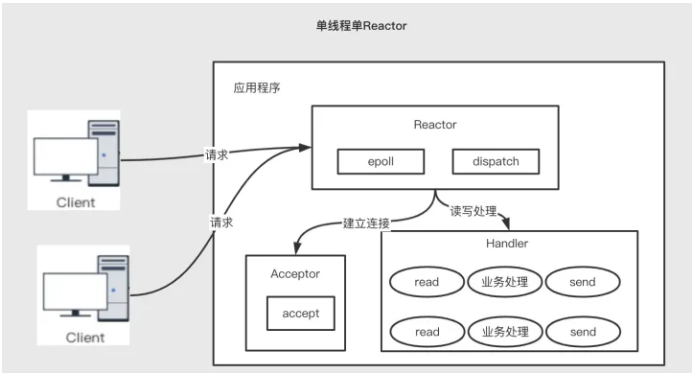 单线程单Reactor
应用程序
Reactor
epoll
dispatch
请求
Client
请求
建立连接
读写处理
Handler
Acceptor
accept
read
业务处理
send
read
业务处理
send
Client